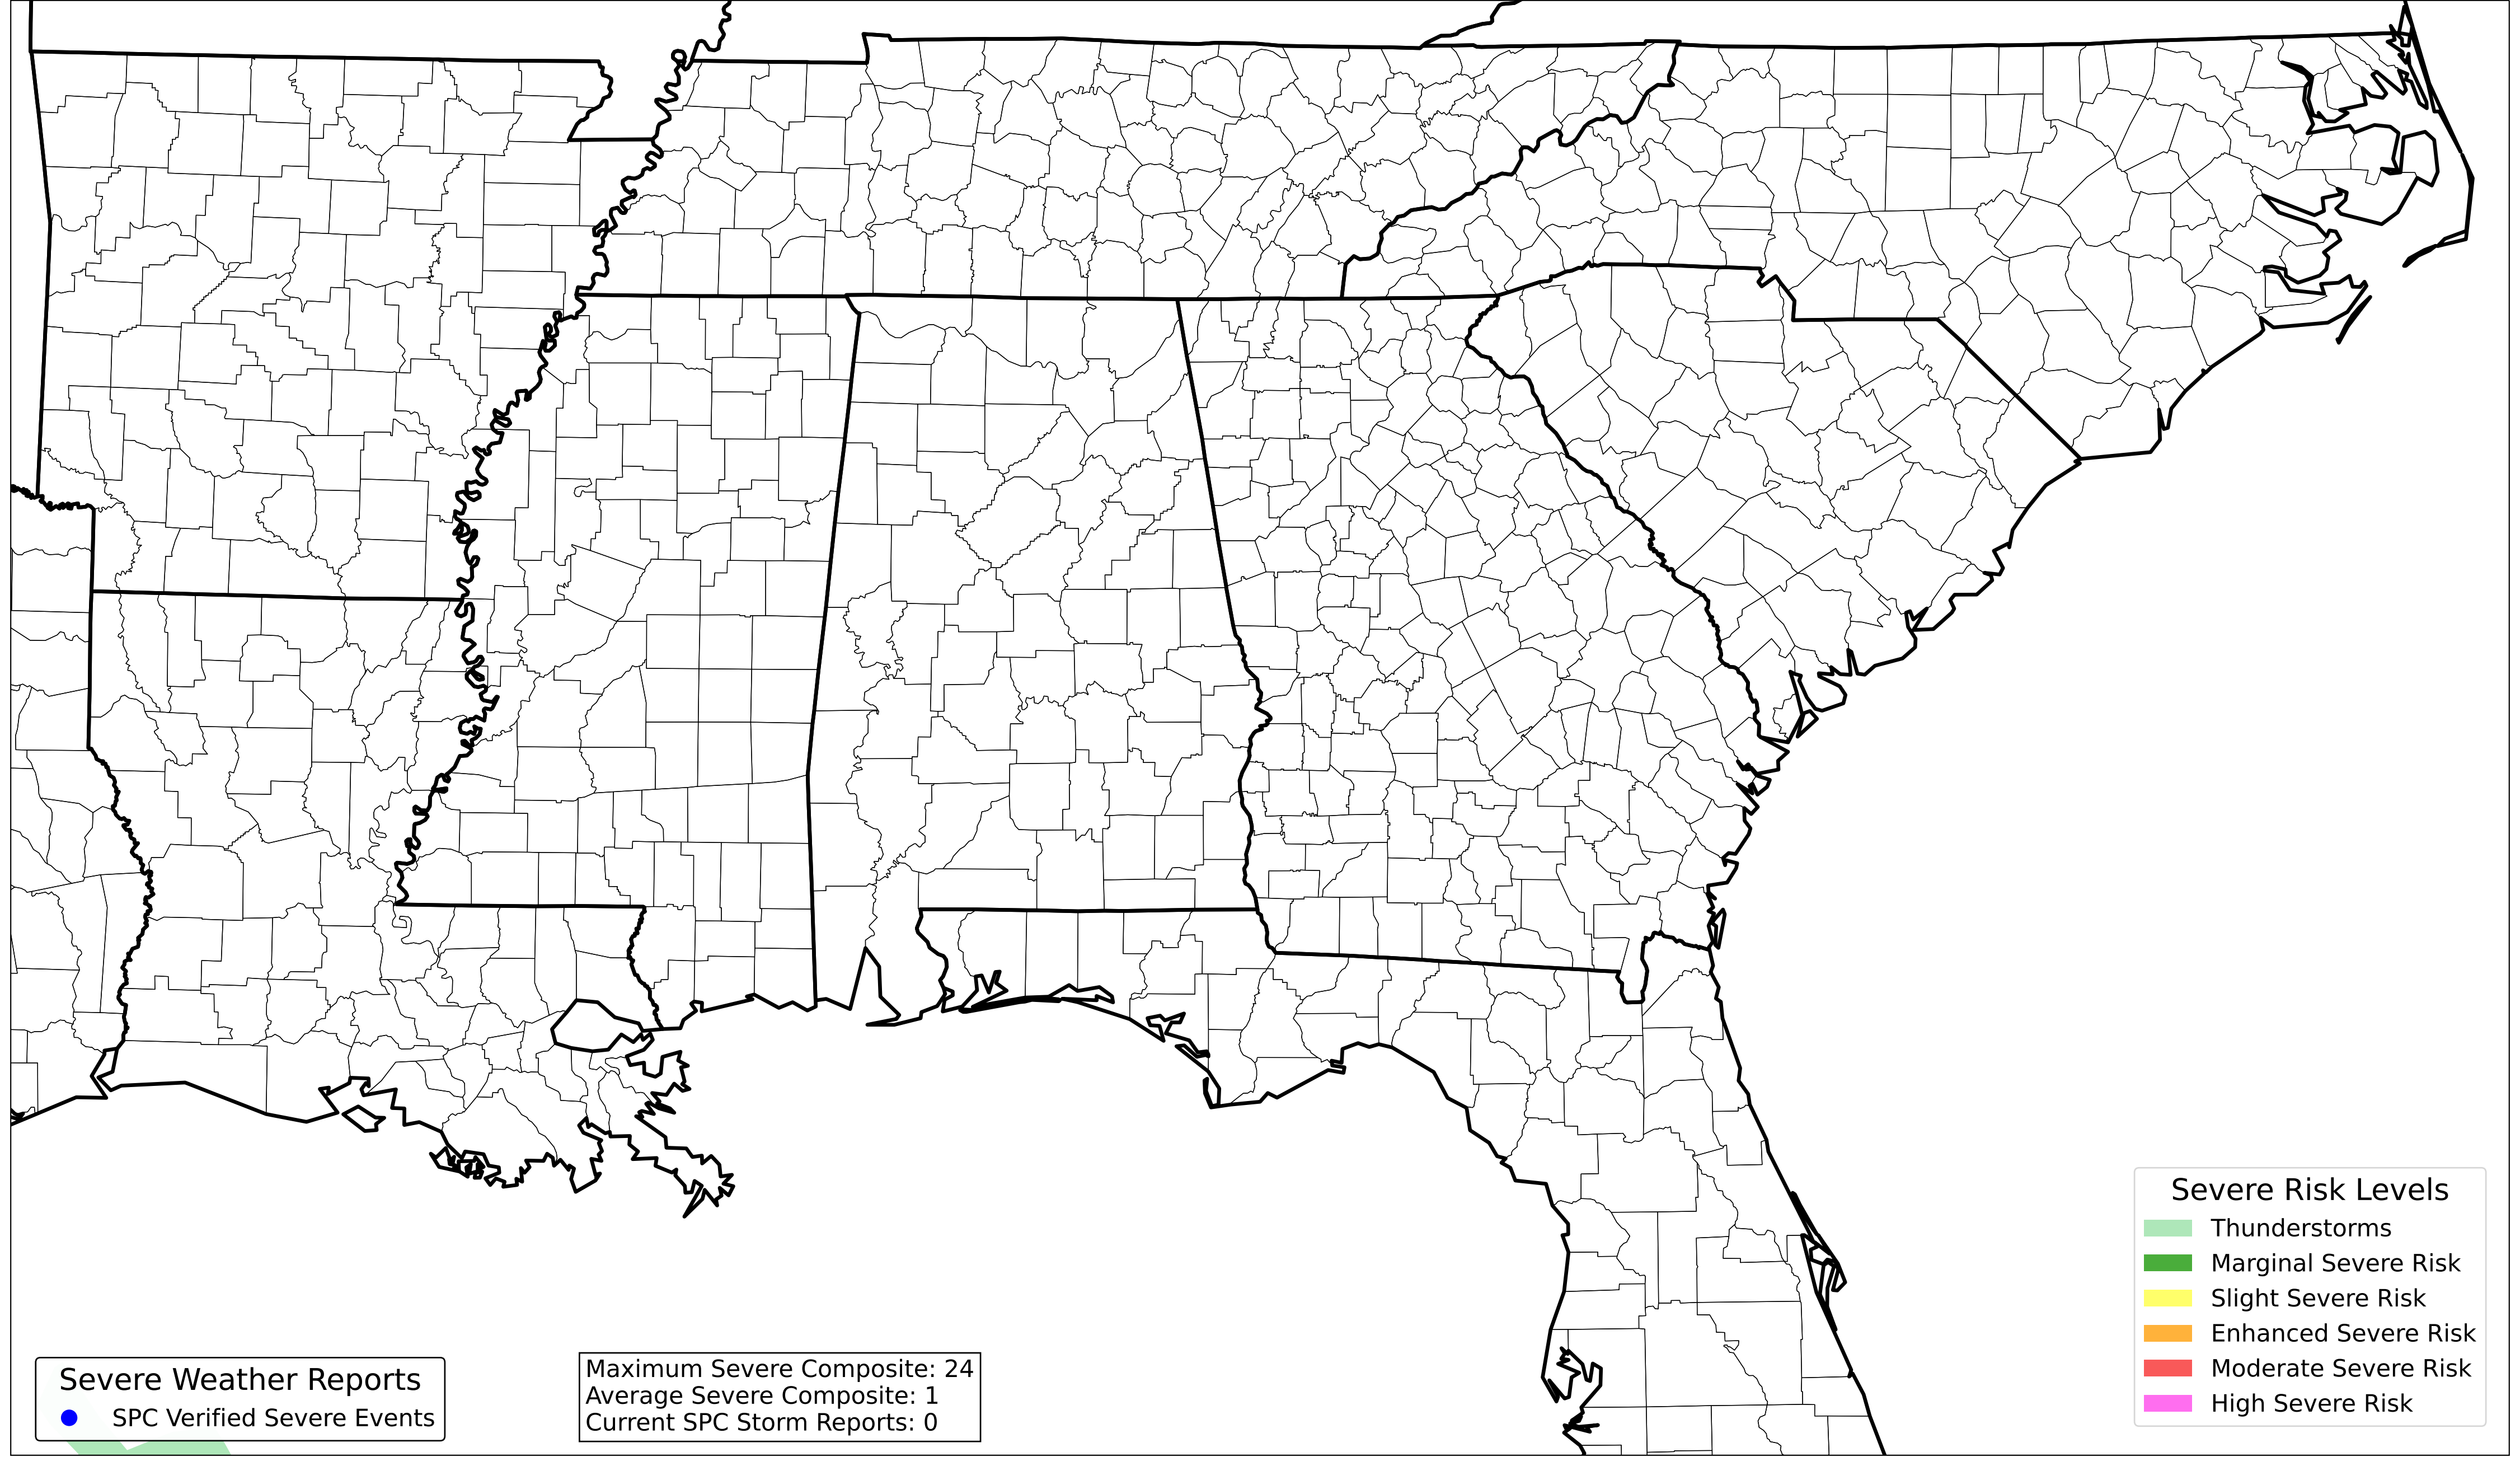 Severe Weather Reports
SPC Verified Severe Events
Maximum Severe Composite: 24
Average Severe Composite: 1
Current SPC Storm Reports: 0
Severe Risk Levels
Thunderstorms
Marginal Severe Risk
Slight Severe Risk
Enhanced Severe Risk
Moderate Severe Risk
High Severe Risk